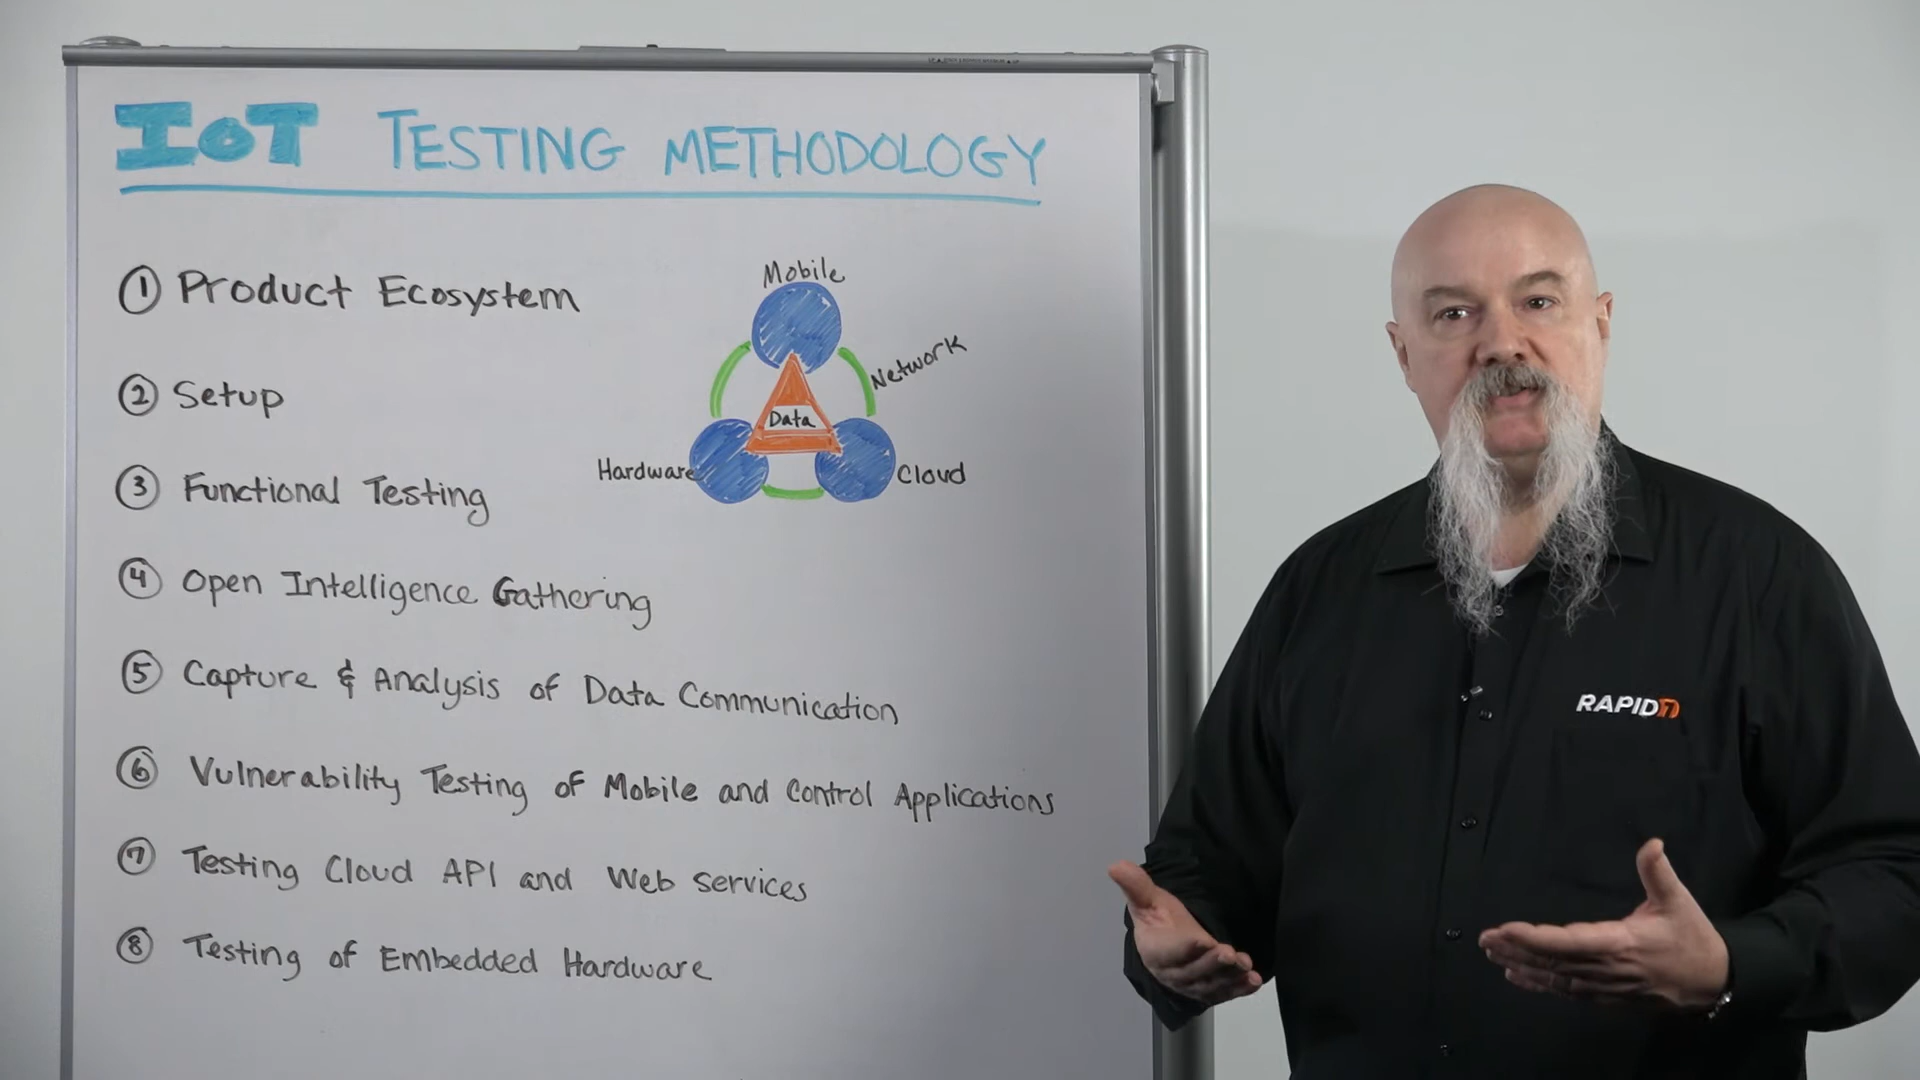 IoT TESTING METHODOLOGY
① Product Ecosystem
② Setup
③ Functional Testing
④ Open Intelligence Gathering
⑤ Capture & Analysis of Data Communication
⑥ Vulnerability Testing of Mobile and Control Applications
⑦ Testing Cloud API and Web Services
⑧ Testing of Embedded Hardware
Mobile
Network
Data
Hardware
Cloud
RAPID7